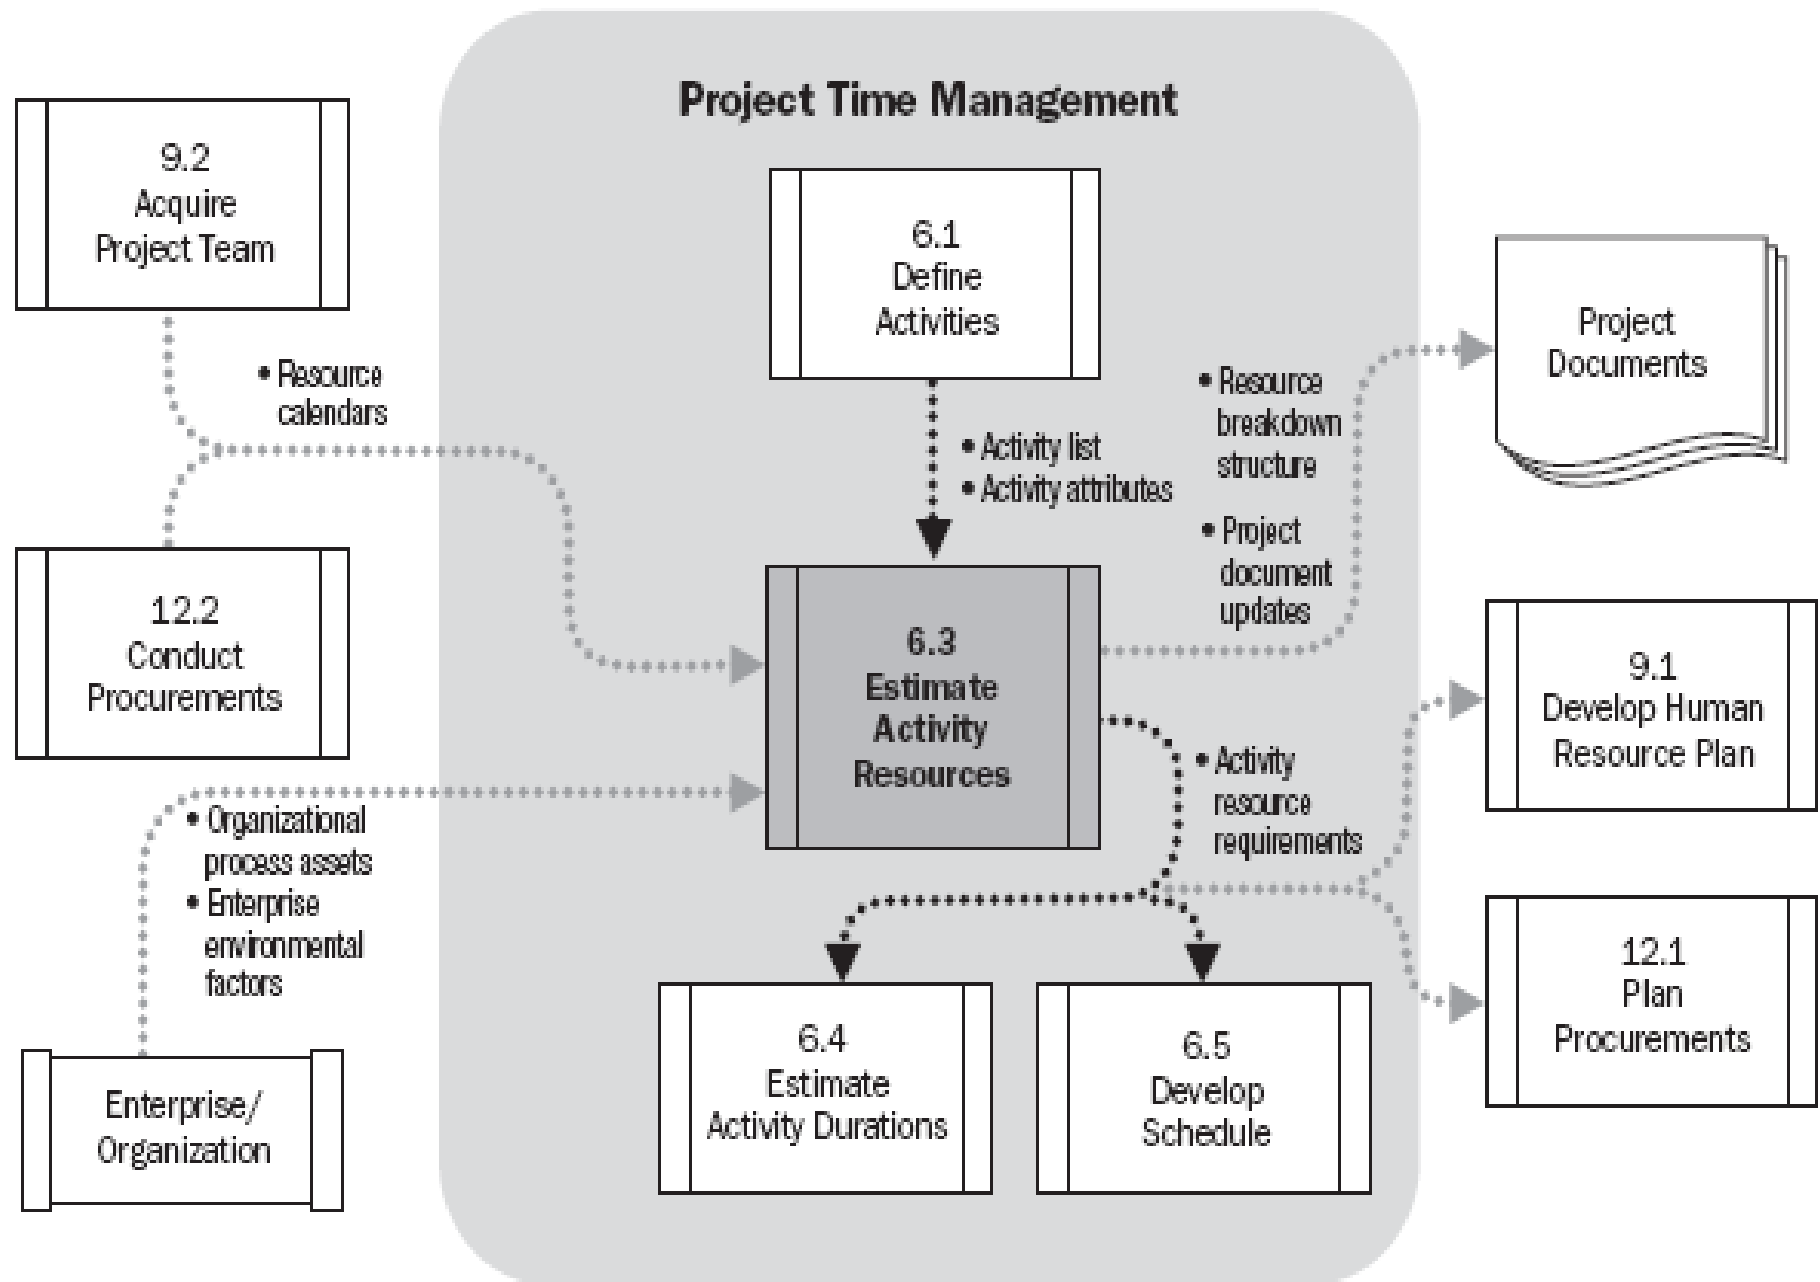 Project Time Management
9.2
Acquire
Project Team
• Resource
calendars
12.2
Conduct
Procurements
• Organizational
process assets
• Enterprise
environmental
factors
Enterprise/
Organization
6.1
Define
Activities
• Activity list
• Activity attributes
6.3
Estimate
Activity
Resources
• Resource
breakdown
structure
• Project
document
updates
• Activity
resource
requirements
6.4
Estimate
Activity Durations
6.5
Develop
Schedule
Project
Documents
9.1
Develop Human
Resource Plan
12.1
Plan
Procurements